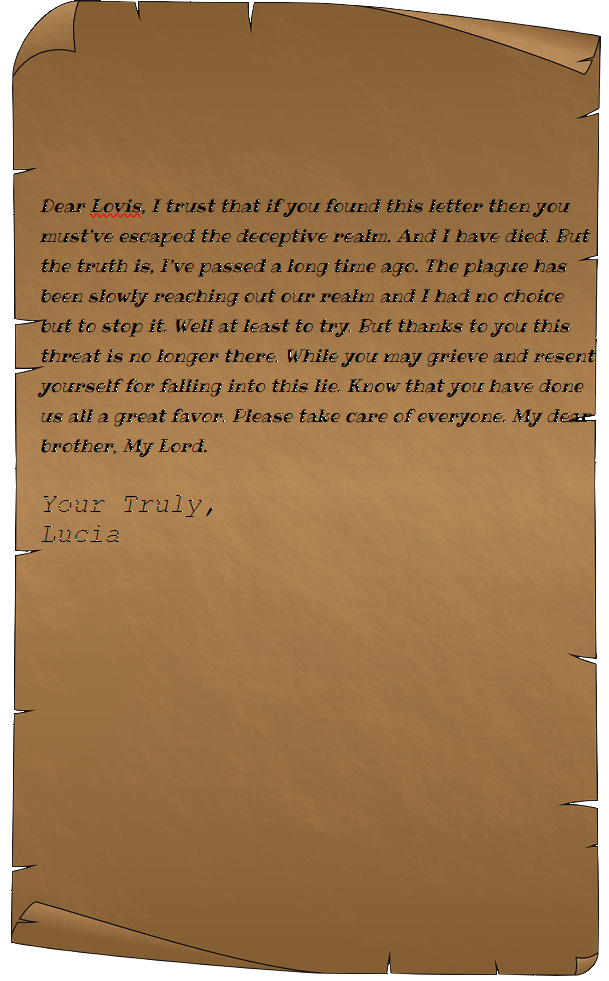 Dear Lovis, I trust that if you found this letter then you
must've escaped the deceptive realm. And I have died. But
the truth is, I've passed a long time ago. The plague has
been slowly reaching out our realm and I had no choice
but to stop it. Well at least to try. But thanks to you this
threat is no longer there. While you may grieve and resent
yourself for falling into this lie. Know that you have done
us all a great favor. Please take care of everyone. My dear
brother, My Lord.
Your Truly,
Lucia